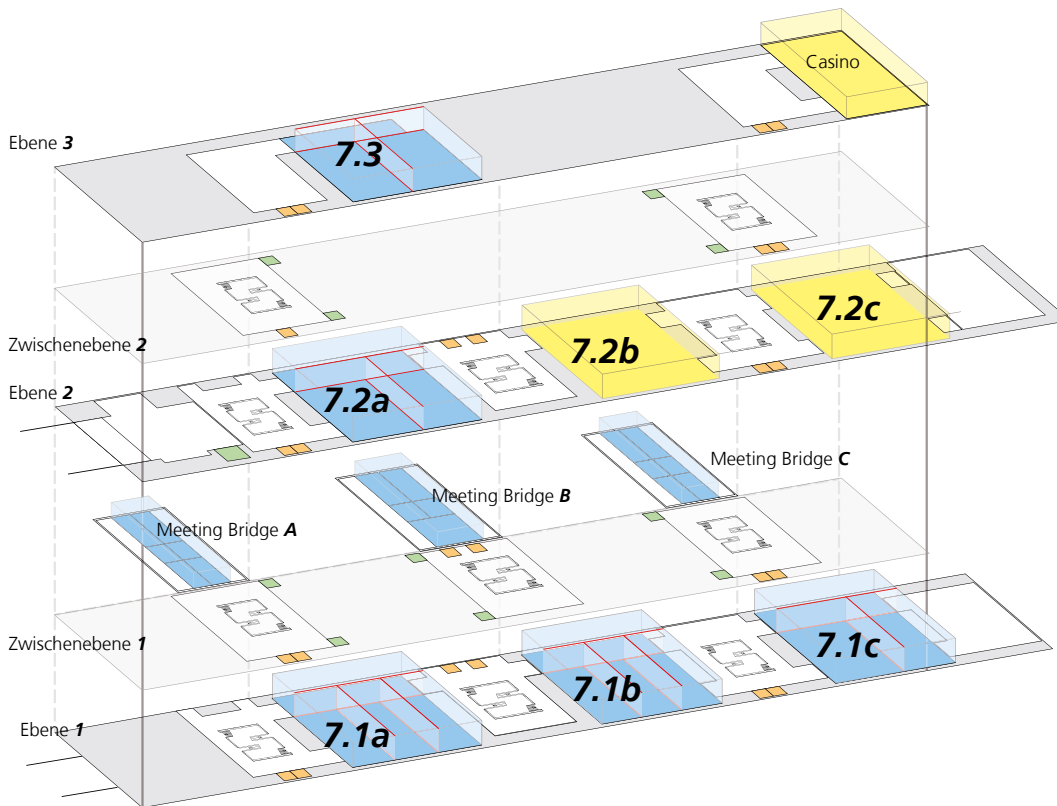 Casino
Ebene 3
7.3
7.2c
7.2b
Zwischenebene 2
Ebene 2
7.2a
Meeting Bridge C
Meeting Bridge B
Meeting Bridge A
Zwischenebene 1
7.1c
7.1b
Ebene 1
7.1a